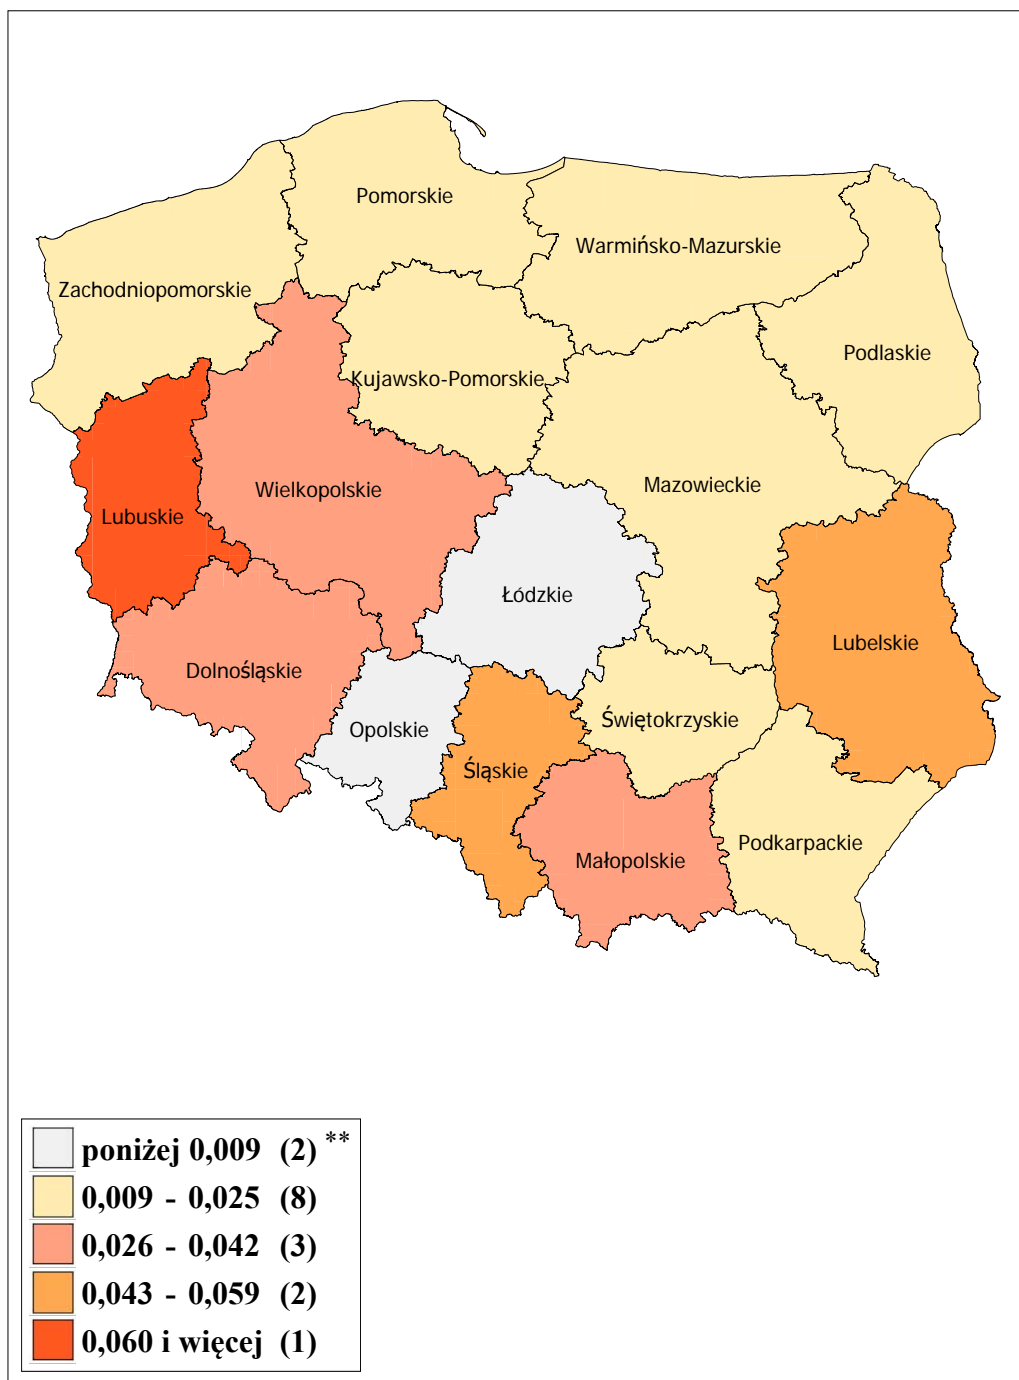 Pomorskie
Warmińsko-Mazurskie
Zachodniopomorskie
Podlaskie
Kujawsko-Pomorskie
Mazowieckie
Wielkopolskie
Lubuskie
Łódzkie
Lubelskie
Dolnośląskie
Świętokrzyskie
Opolskie
Śląskie
Podkarpackie
Małopolskie
poniżej 0,009 (2) **
0,009 - 0,025 (8)
0,026 - 0,042 (3)
0,043 - 0,059 (2)
0,060 i więcej (1)